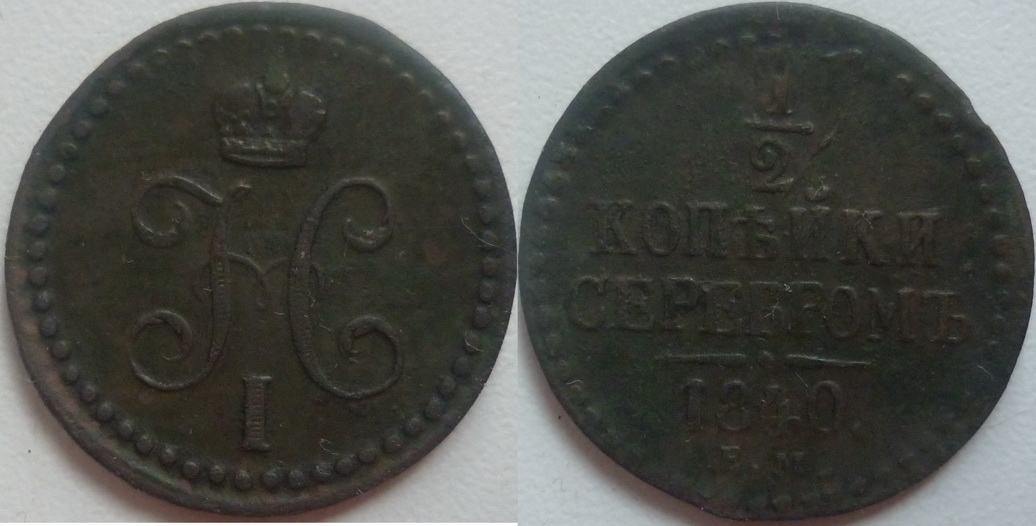 Н
I
1
2
КОПѢЙКИ
СЕРЕБРОМЪ
1840.
Е.М.